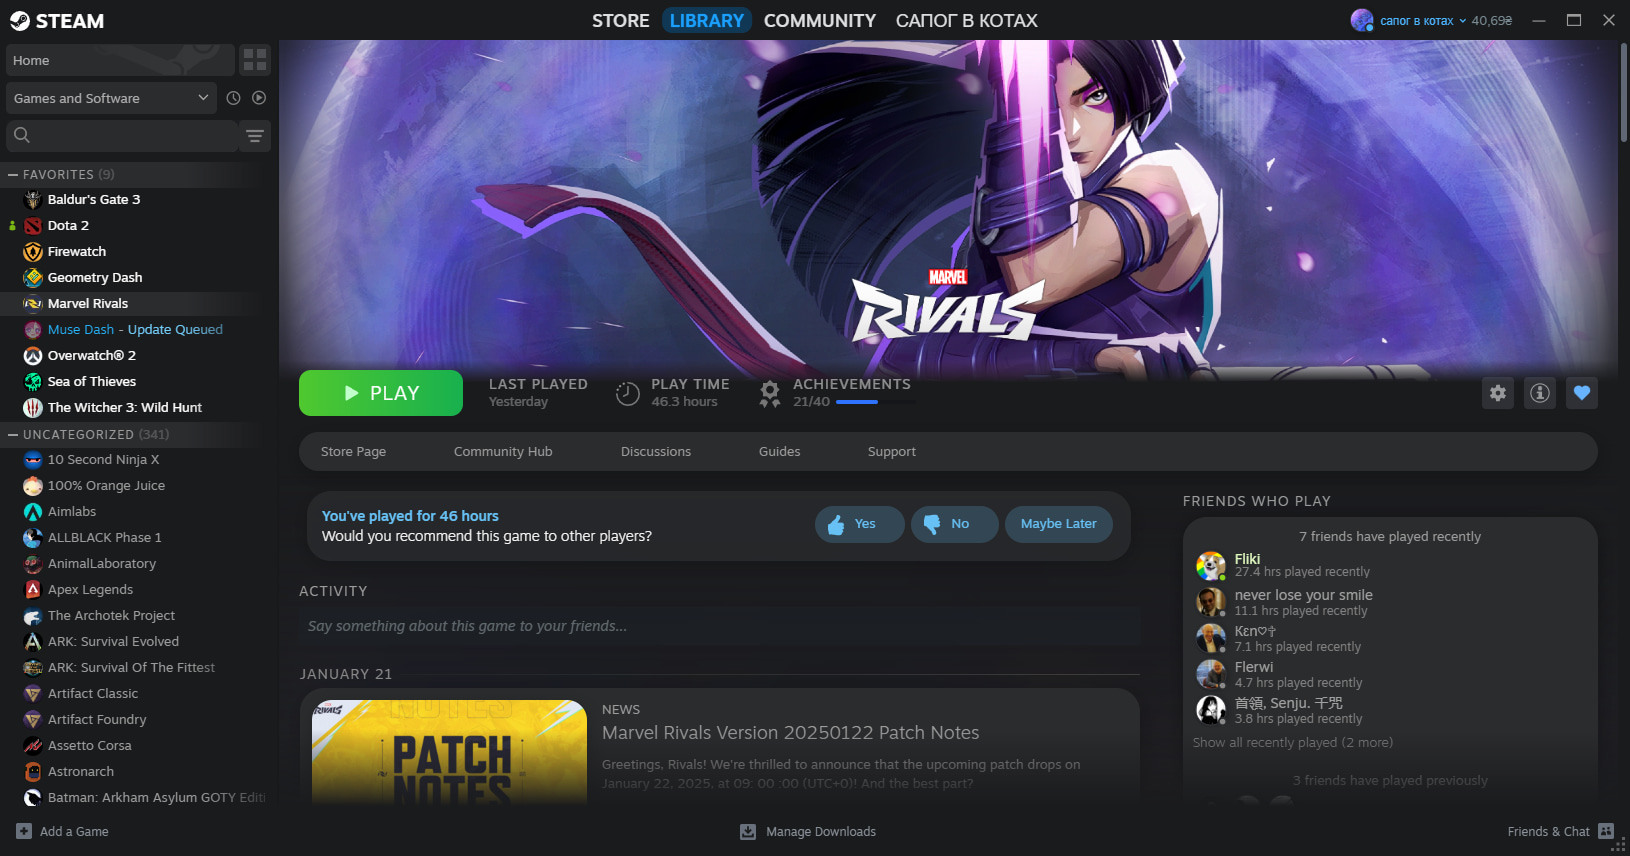 STEAM
STORE LIBRARY COMMUNITY САПОГ В КОТАХ
сапог в котах 40,69₴
Home
Games and Software
FAVORITES (9)
Baldur's Gate 3
Dota 2
Firewatch
Geometry Dash
Marvel Rivals
Muse Dash - Update Queued
Overwatch® 2
Sea of Thieves
The Witcher 3: Wild Hunt
UNCATEGORIZED (341)
10 Second Ninja X
100% Orange Juice
Aimlabs
ALLBLACK Phase 1
AnimalLaboratory
Apex Legends
The Archotek Project
ARK: Survival Evolved
ARK: Survival Of The Fittest
Artifact Classic
Artifact Foundry
Assetto Corsa
Astronarch
Batman: Arkham Asylum GOTY Editi
MARVEL
RIVALS
PLAY
LAST PLAYED
Yesterday
PLAY TIME
46.3 hours
ACHIEVEMENTS
21/40
Store Page Community Hub Discussions Guides Support
You've played for 46 hours
Would you recommend this game to other players?
Yes No Maybe Later
ACTIVITY
Say something about this game to your friends...
JANUARY 21
RIVALS
NOTES
PATCH
NOTES
NEWS
Marvel Rivals Version 20250122 Patch Notes
Greetings, Rivals! We're thrilled to announce that the upcoming patch drops on
January 22, 2025, at 09: 00 :00 (UTC+0)! And the best part?
FRIENDS WHO PLAY
7 friends have played recently
Fliki
27.4 hrs played recently
never lose your smile
11.1 hrs played recently
Kεn♡✞
7.1 hrs played recently
Flerwi
4.7 hrs played recently
首領, Senju. 千咒
3.8 hrs played recently
Show all recently played (2 more)
3 friends have played previously
Add a Game
Manage Downloads
Friends & Chat